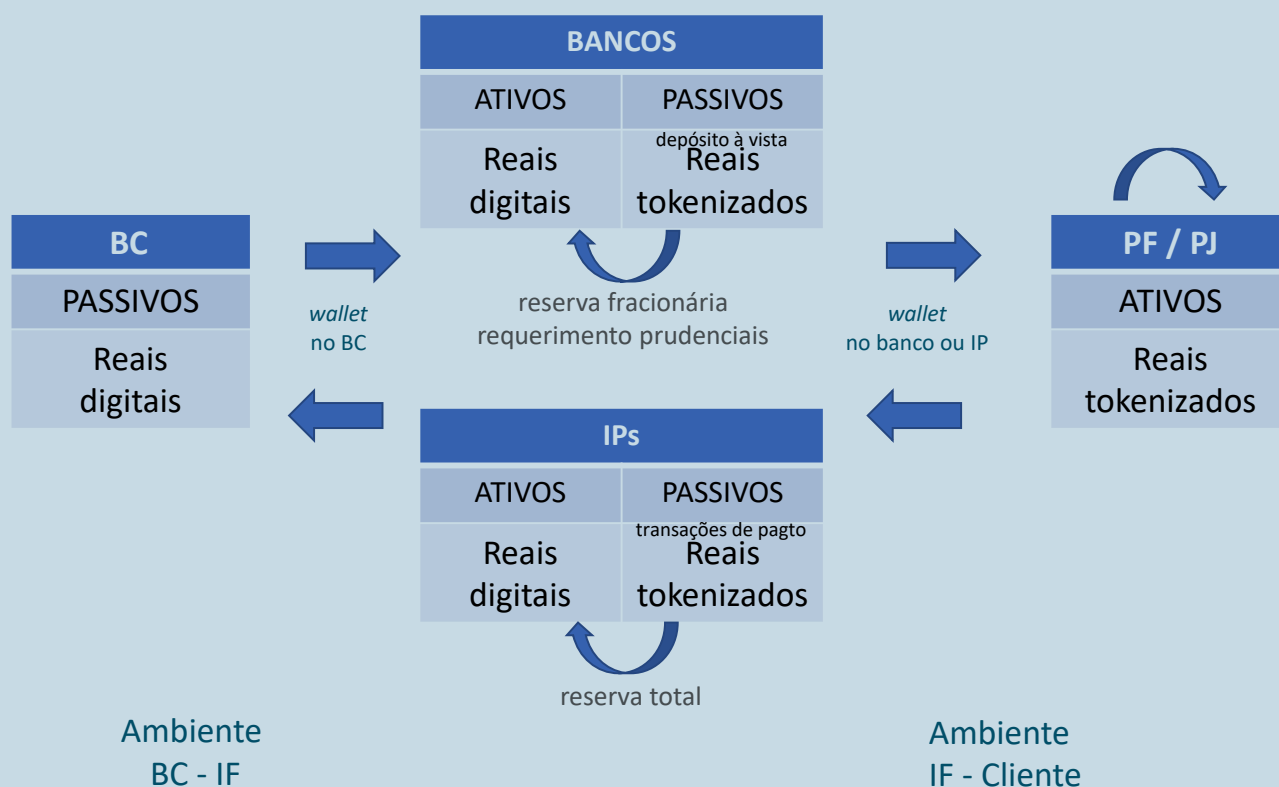 BANCOS
ATIVOS PASSIVOS
depósito à vista
Reais
digitais
Reais
tokenizados
reserva fracionária
requerimento prudenciais
BC
PASSIVOS
Reais
digitais
wallet
no BC
wallet
no banco ou IP
PF / PJ
ATIVOS
Reais
tokenizados
IPs
ATIVOS PASSIVOS
transações de pagto
Reais
digitais
Reais
tokenizados
reserva total
Ambiente
BC - IF
Ambiente
IF - Cliente